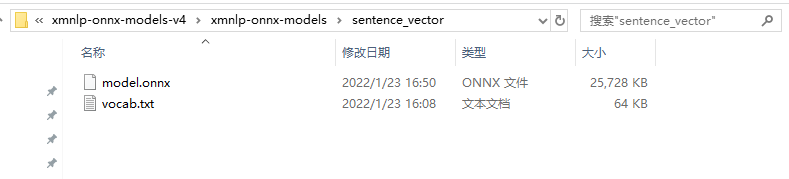 « xmnlp-onnx-models-v4 › xmnlp-onnx-models › sentence_vector 搜索"sentence_vector"
名称 修改日期 类型 大小
model.onnx 2022/1/23 16:50 ONNX 文件 25,728 KB
vocab.txt 2022/1/23 16:08 文本文档 64 KB